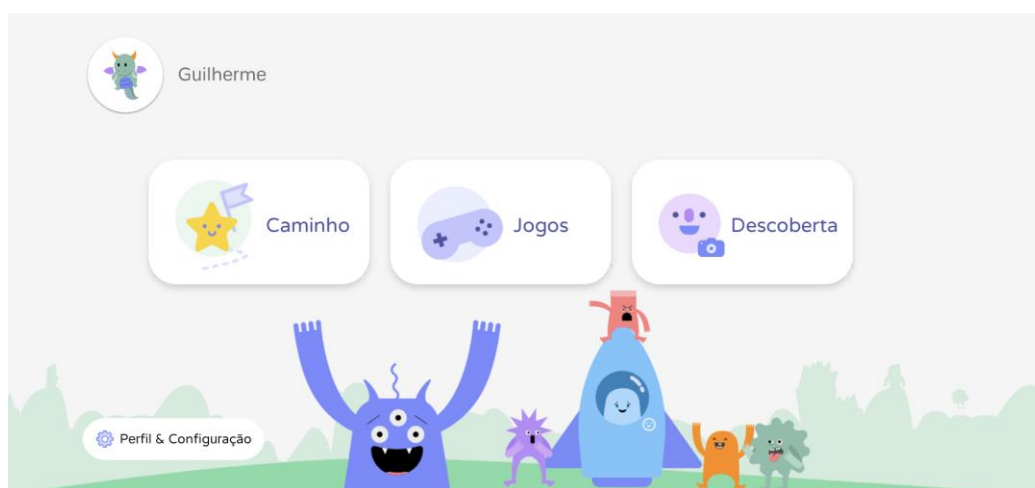 Guilherme
Caminho
Jogos
Descoberta
Perfil & Configuração